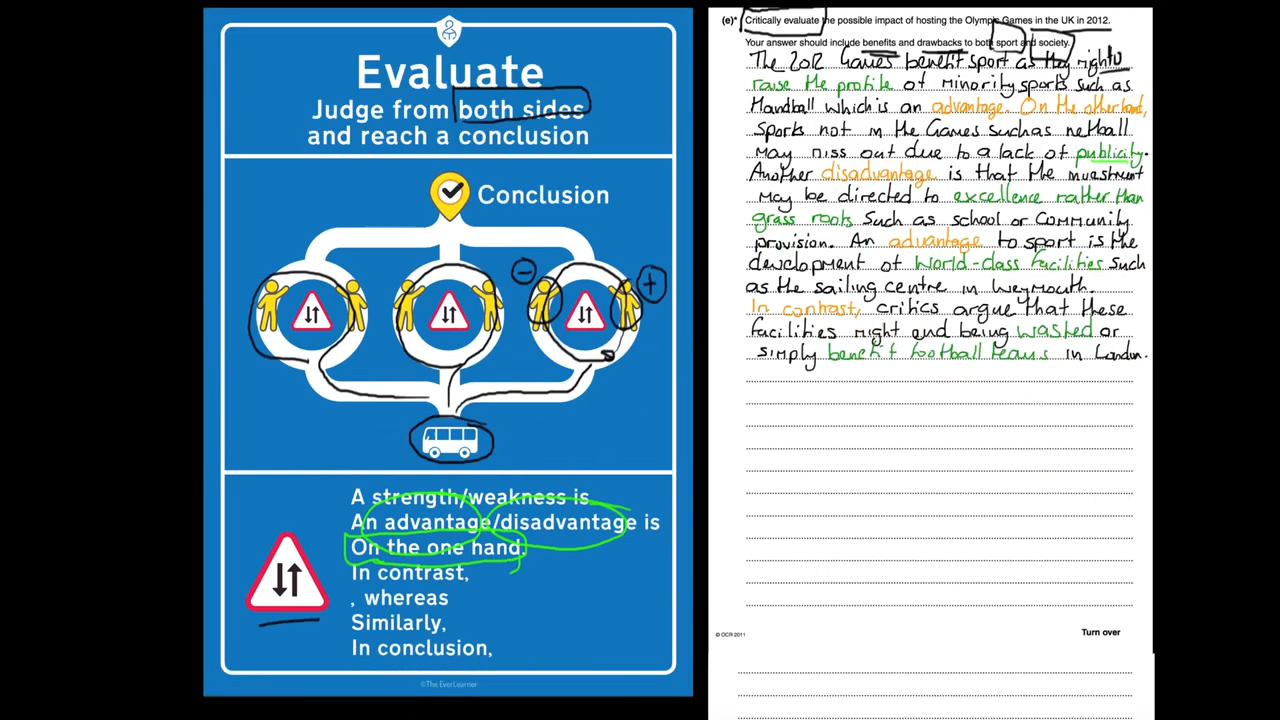 Evaluate
Judge from both sides
and reach a conclusion
Conclusion
−
+
A strength/weakness is
An advantage/disadvantage is
On the one hand,
In contrast,
, whereas
Similarly,
In conclusion,
©The EverLearner
(e)* Critically evaluate the possible impact of hosting the Olympic Games in the UK in 2012.
Your answer should include benefits and drawbacks to both sport and society.
The 2012 Games benefit sport as they might
raise the profile of minority sports such as
Handball which is an advantage. On the other hand,
Sports not in the Games such as netball
may miss out due to a lack of publicity.
Another disadvantage is that the investment
may be directed to excellence rather than
grass roots such as school or community
provision. An advantage to sport is the
development of world-class facilities such
as the sailing centre in Weymouth.
In contrast, critics argue that these
facilities might end being wasted or
simply benefit football teams in London.
© OCR 2011
Turn over